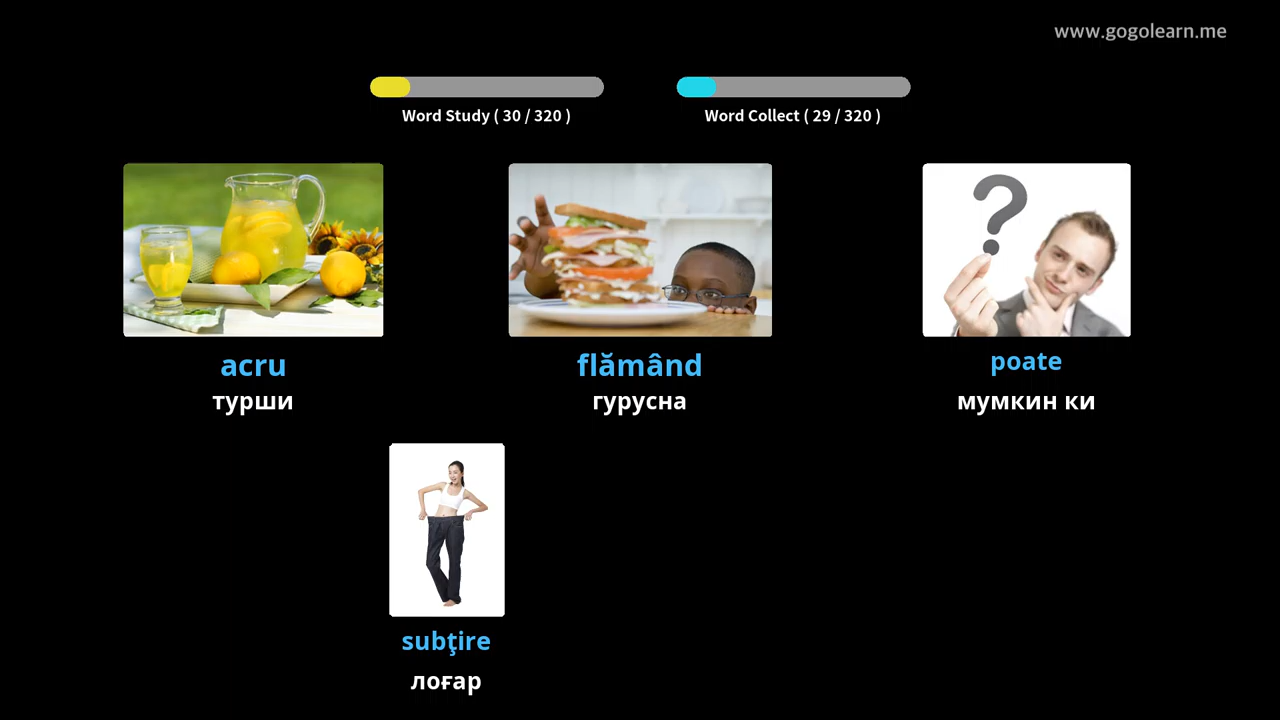 www.gogolearn.me
Word Study ( 30 / 320 )
Word Collect ( 29 / 320 )
acru
турши
flămând
гурусна
poate
мумкин ки
subţire
лоғар